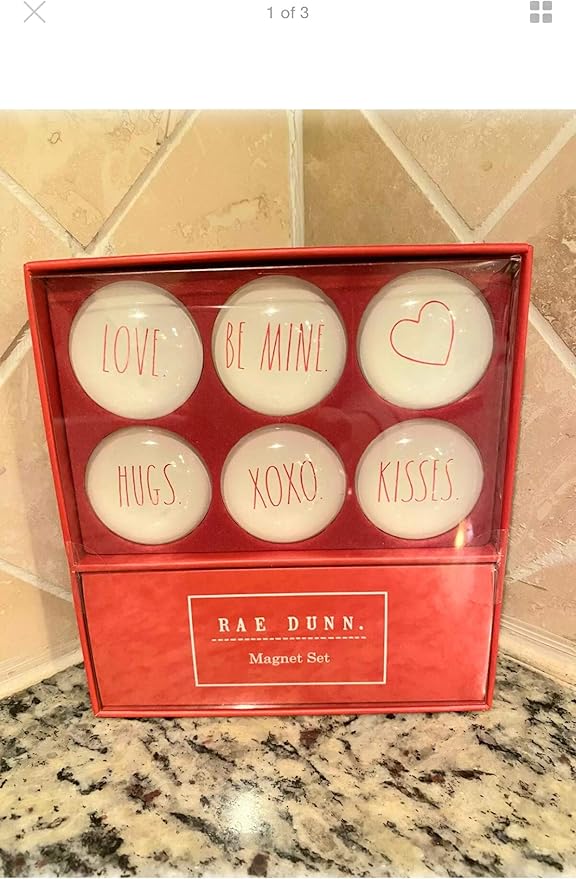 1 of 3
LOVE.
BE MINE.
HUGS.
XOXO.
KISSES.
RAE DUNN.
Magnet Set